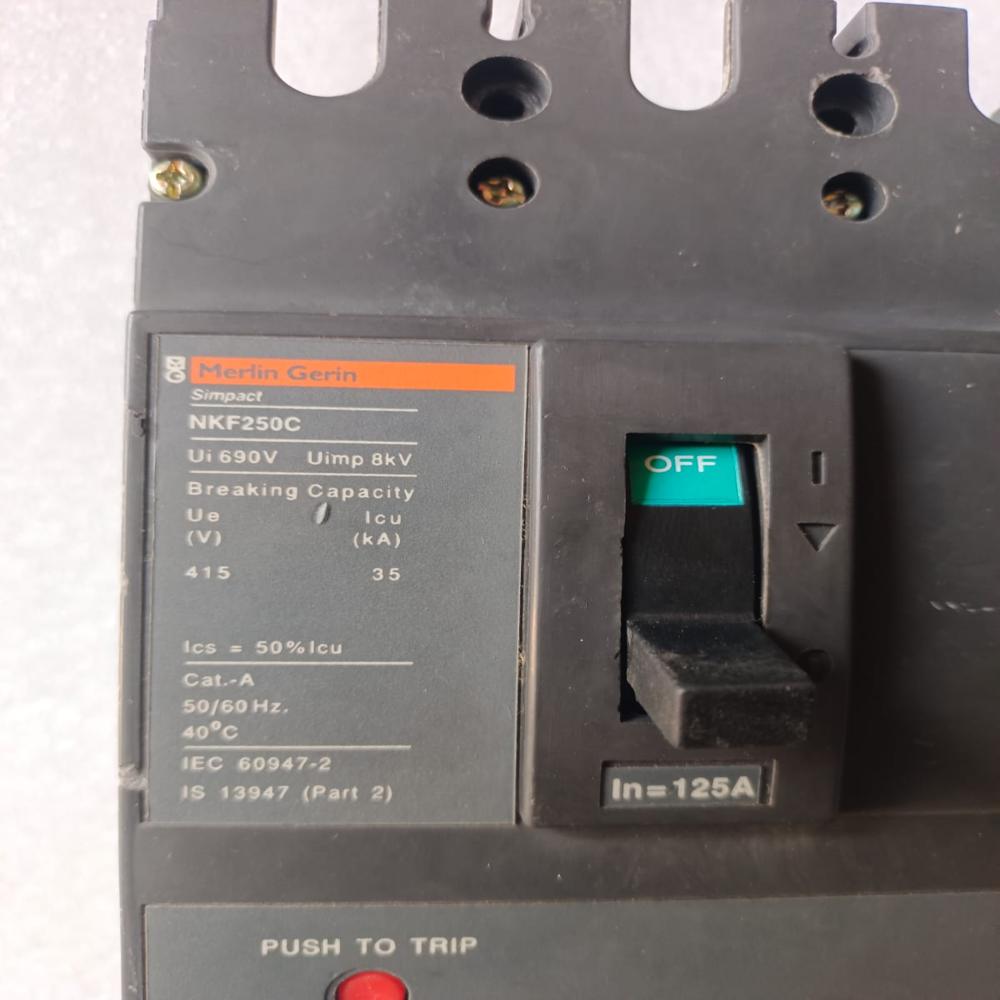 Merlin Gerin
Simpact
NKF250C
Ui 690V Uimp 8kV
Breaking Capacity
Ue Icu
(V) (kA)
415 35
Ics = 50%Icu
Cat.-A
50/60Hz.
40°C
IEC 60947-2
IS 13947 (Part 2)
OFF
I
In=125A
PUSH TO TRIP